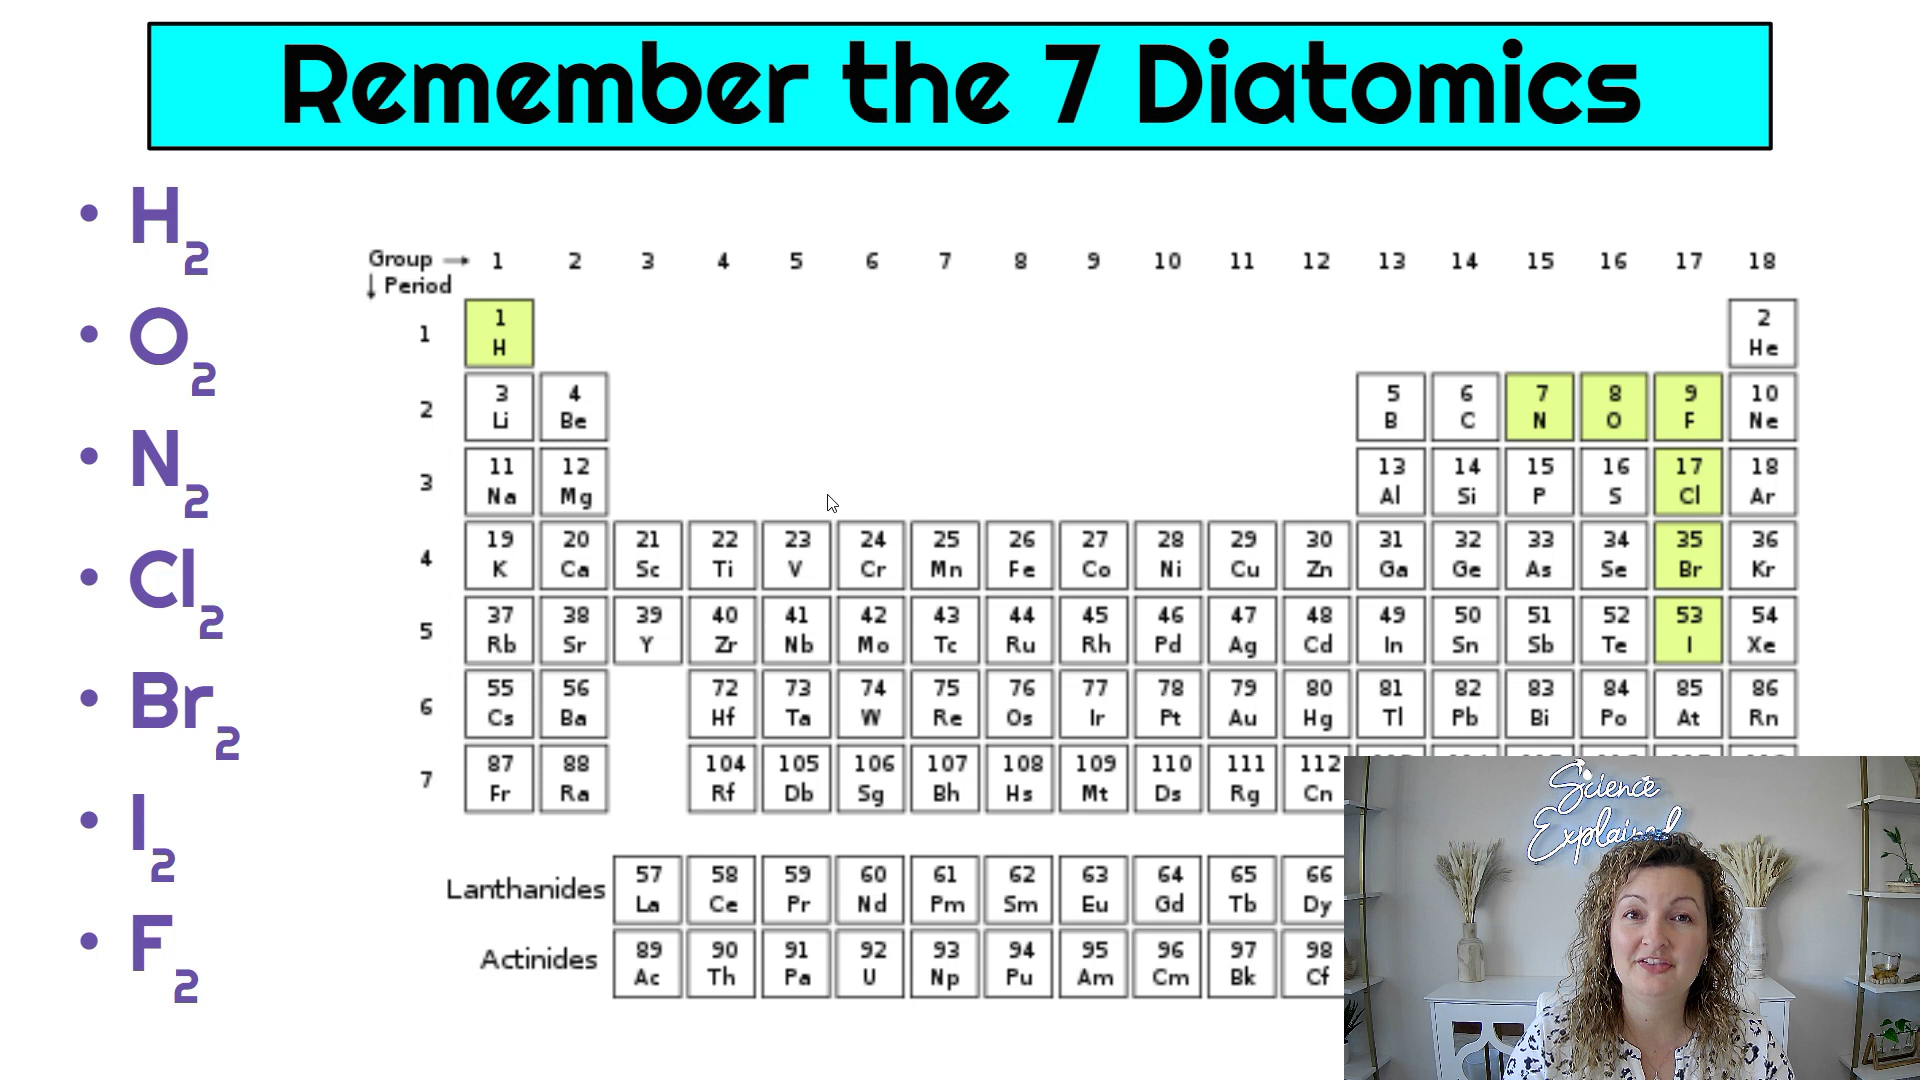 Remember the 7 Diatomics
• H2
• O2
• N2
• Cl2
• Br2
• I2
• F2
Group → 1 2 3 4 5 6 7 8 9 10 11 12 13 14 15 16 17 18
↓ Period
1 1 2
H He
2 3 4 5 6 7 8 9 10
Li Be B C N O F Ne
3 11 12 13 14 15 16 17 18
Na Mg Al Si P S Cl Ar
4 19 20 21 22 23 24 25 26 27 28 29 30 31 32 33 34 35 36
K Ca Sc Ti V Cr Mn Fe Co Ni Cu Zn Ga Ge As Se Br Kr
5 37 38 39 40 41 42 43 44 45 46 47 48 49 50 51 52 53 54
Rb Sr Y Zr Nb Mo Tc Ru Rh Pd Ag Cd In Sn Sb Te I Xe
6 55 56 72 73 74 75 76 77 78 79 80 81 82 83 84 85 86
Cs Ba Hf Ta W Re Os Ir Pt Au Hg Tl Pb Bi Po At Rn
7 87 88 104 105 106 107 108 109 110 111 112
Fr Ra Rf Db Sg Bh Hs Mt Ds Rg Cn
Lanthanides 57 58 59 60 61 62 63 64 65 66
La Ce Pr Nd Pm Sm Eu Gd Tb Dy
Actinides 89 90 91 92 93 94 95 96 97 98
Ac Th Pa U Np Pu Am Cm Bk Cf
Science
Explained